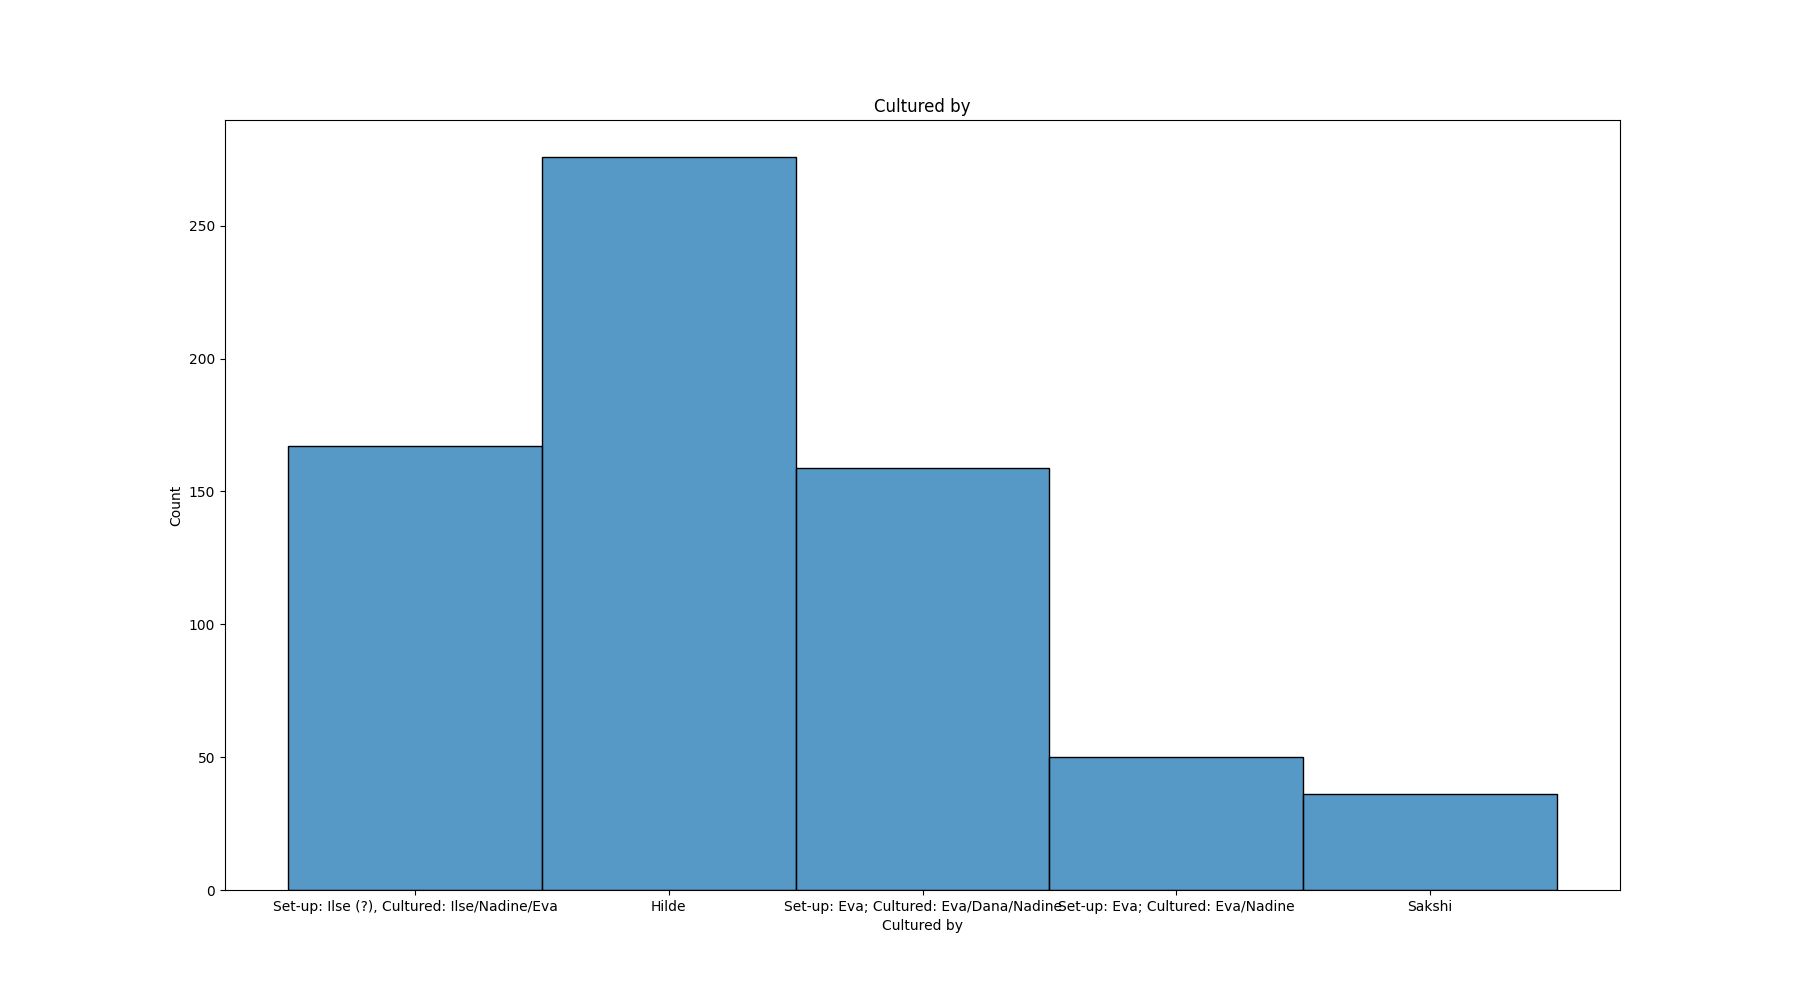 Cultured by
Count
250
200
150
100
50
0
Set-up: Ilse (?), Cultured: Ilse/Nadine/Eva
Hilde
Set-up: Eva; Cultured: Eva/Dana/Nadine
Set-up: Eva; Cultured: Eva/Nadine
Sakshi
Cultured by